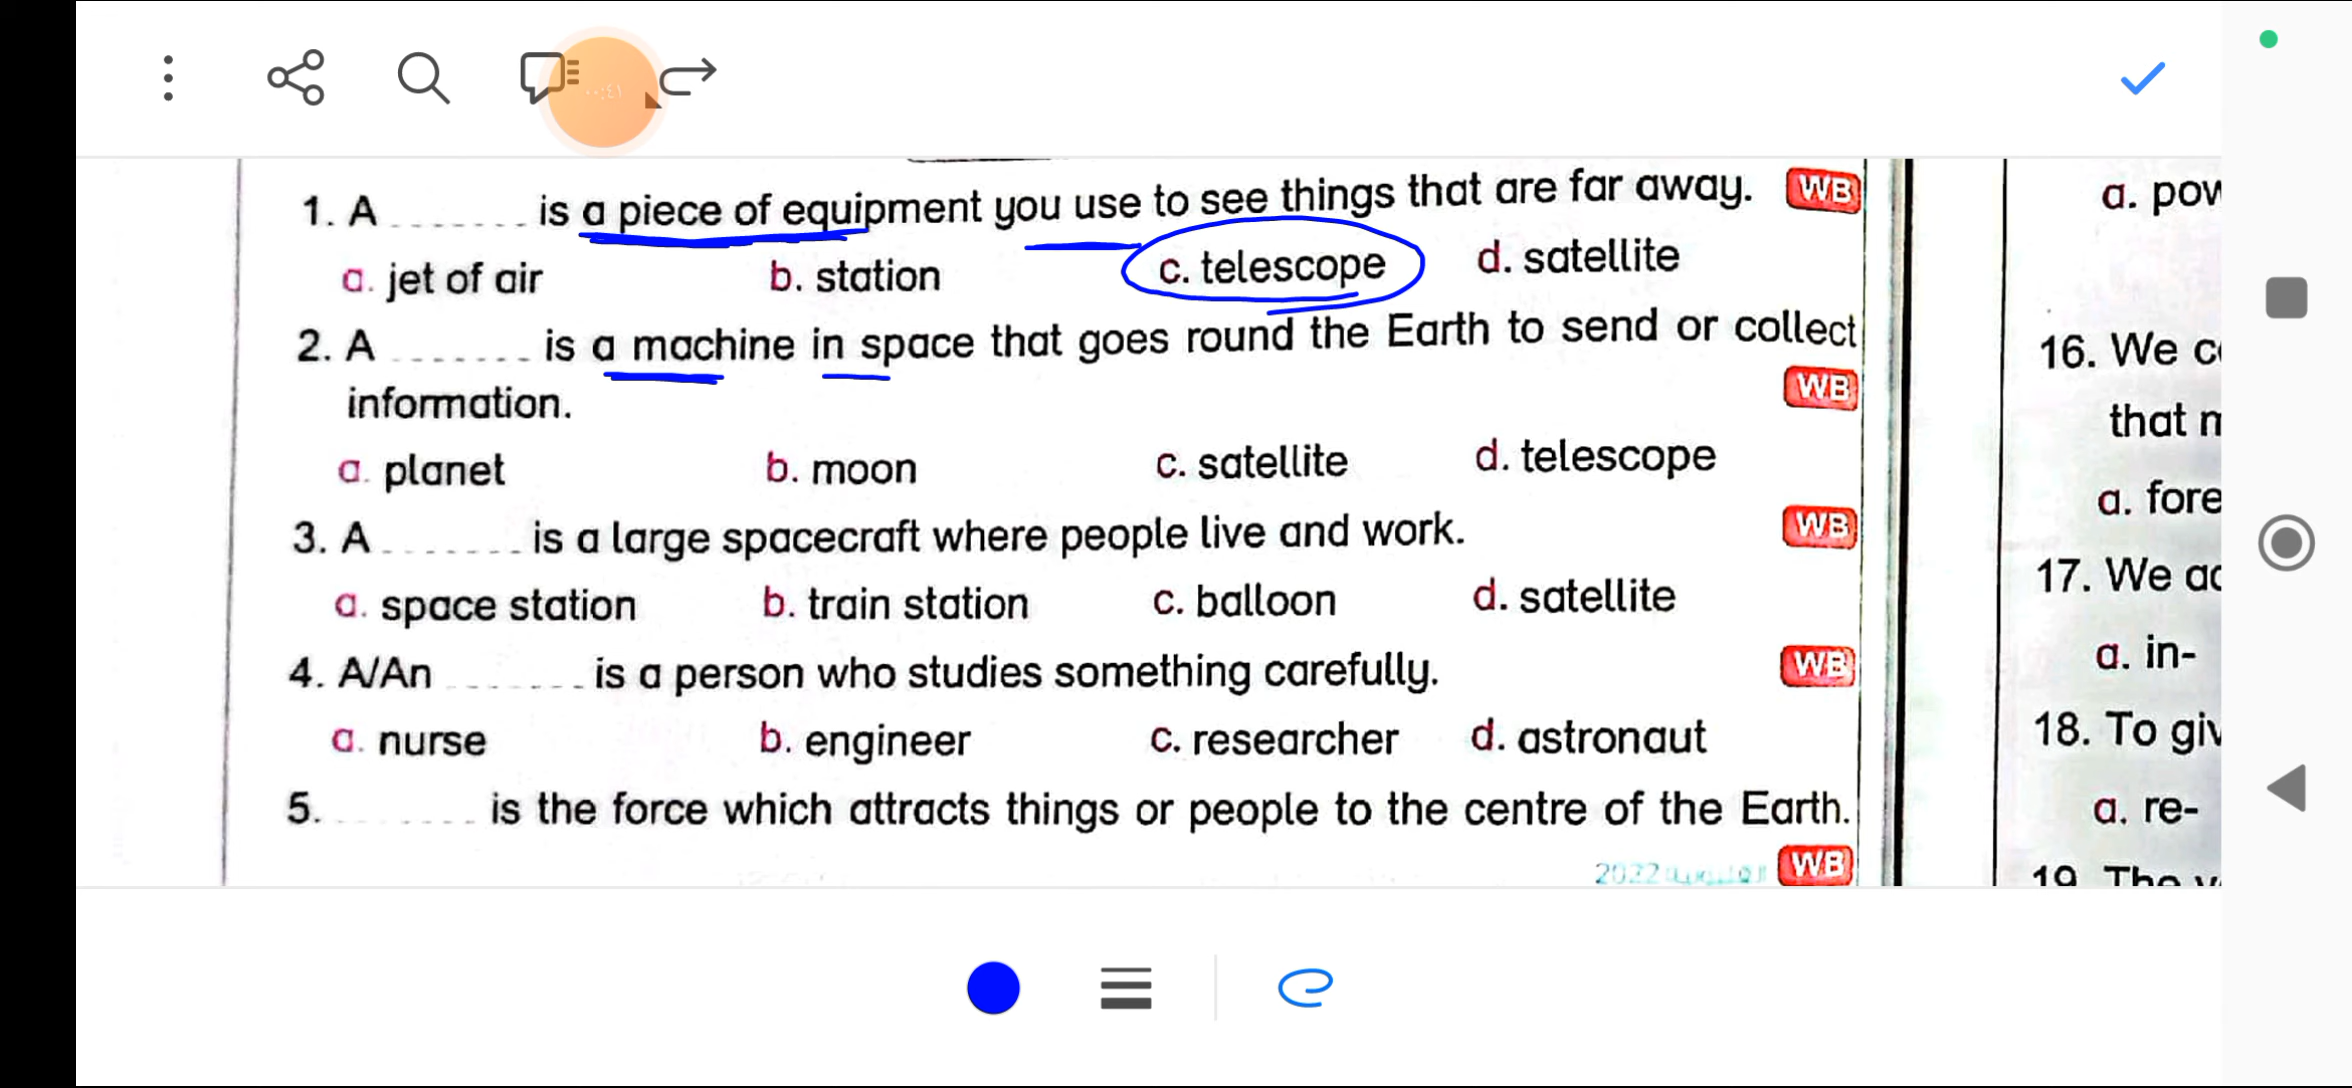 ٠٠:٤١
1. A ........ is a piece of equipment you use to see things that are far away. WB
a. jet of air b. station c. telescope d. satellite
2. A ........ is a machine in space that goes round the Earth to send or collect
information. WB
a. planet b. moon c. satellite d. telescope
3. A ........ is a large spacecraft where people live and work. WB
a. space station b. train station c. balloon d. satellite
4. A/An ........ is a person who studies something carefully. WB
a. nurse b. engineer c. researcher d. astronaut
5. ........ is the force which attracts things or people to the centre of the Earth.
2022 WB
a. pow
16. We c
that m
a. fore
17. We ac
a. in-
18. To giv
a. re-
19. The